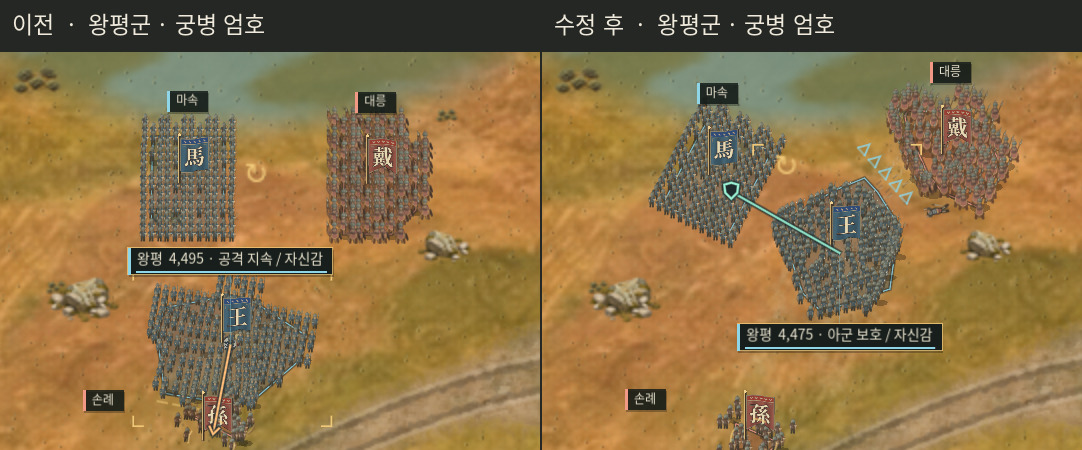 이전 · 왕평군 · 궁병 엄호
마속
대릉
馬
戴
왕평 4,495 · 공격 지속 / 자신감
王
손례
孫
수정 후 · 왕평군 · 궁병 엄호
대릉
마속
戴
馬
王
왕평 4,475 · 아군 보호 / 자신감
손례
孫